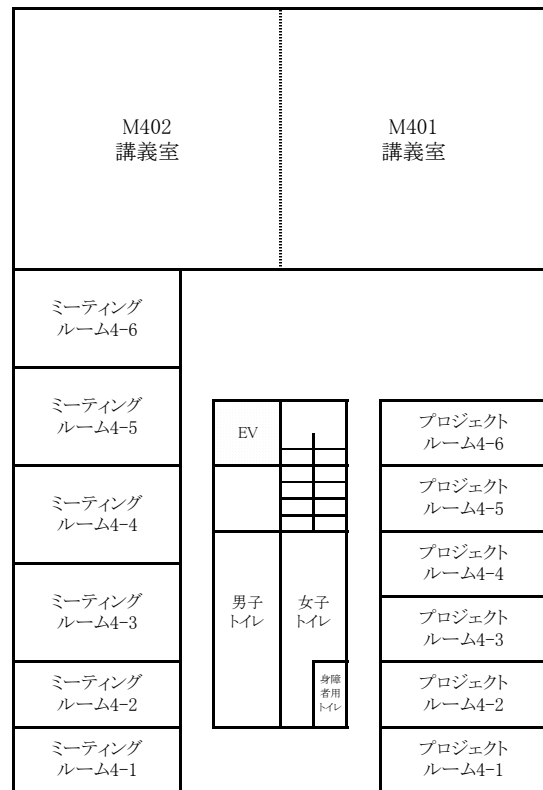 M402
講義室
M401
講義室
ミーティング
ルーム4-6
ミーティング
ルーム4-5
ミーティング
ルーム4-4
ミーティング
ルーム4-3
ミーティング
ルーム4-2
ミーティング
ルーム4-1
EV
男子
トイレ
女子
トイレ
身障
者用
トイレ
プロジェクト
ルーム4-6
プロジェクト
ルーム4-5
プロジェクト
ルーム4-4
プロジェクト
ルーム4-3
プロジェクト
ルーム4-2
プロジェクト
ルーム4-1